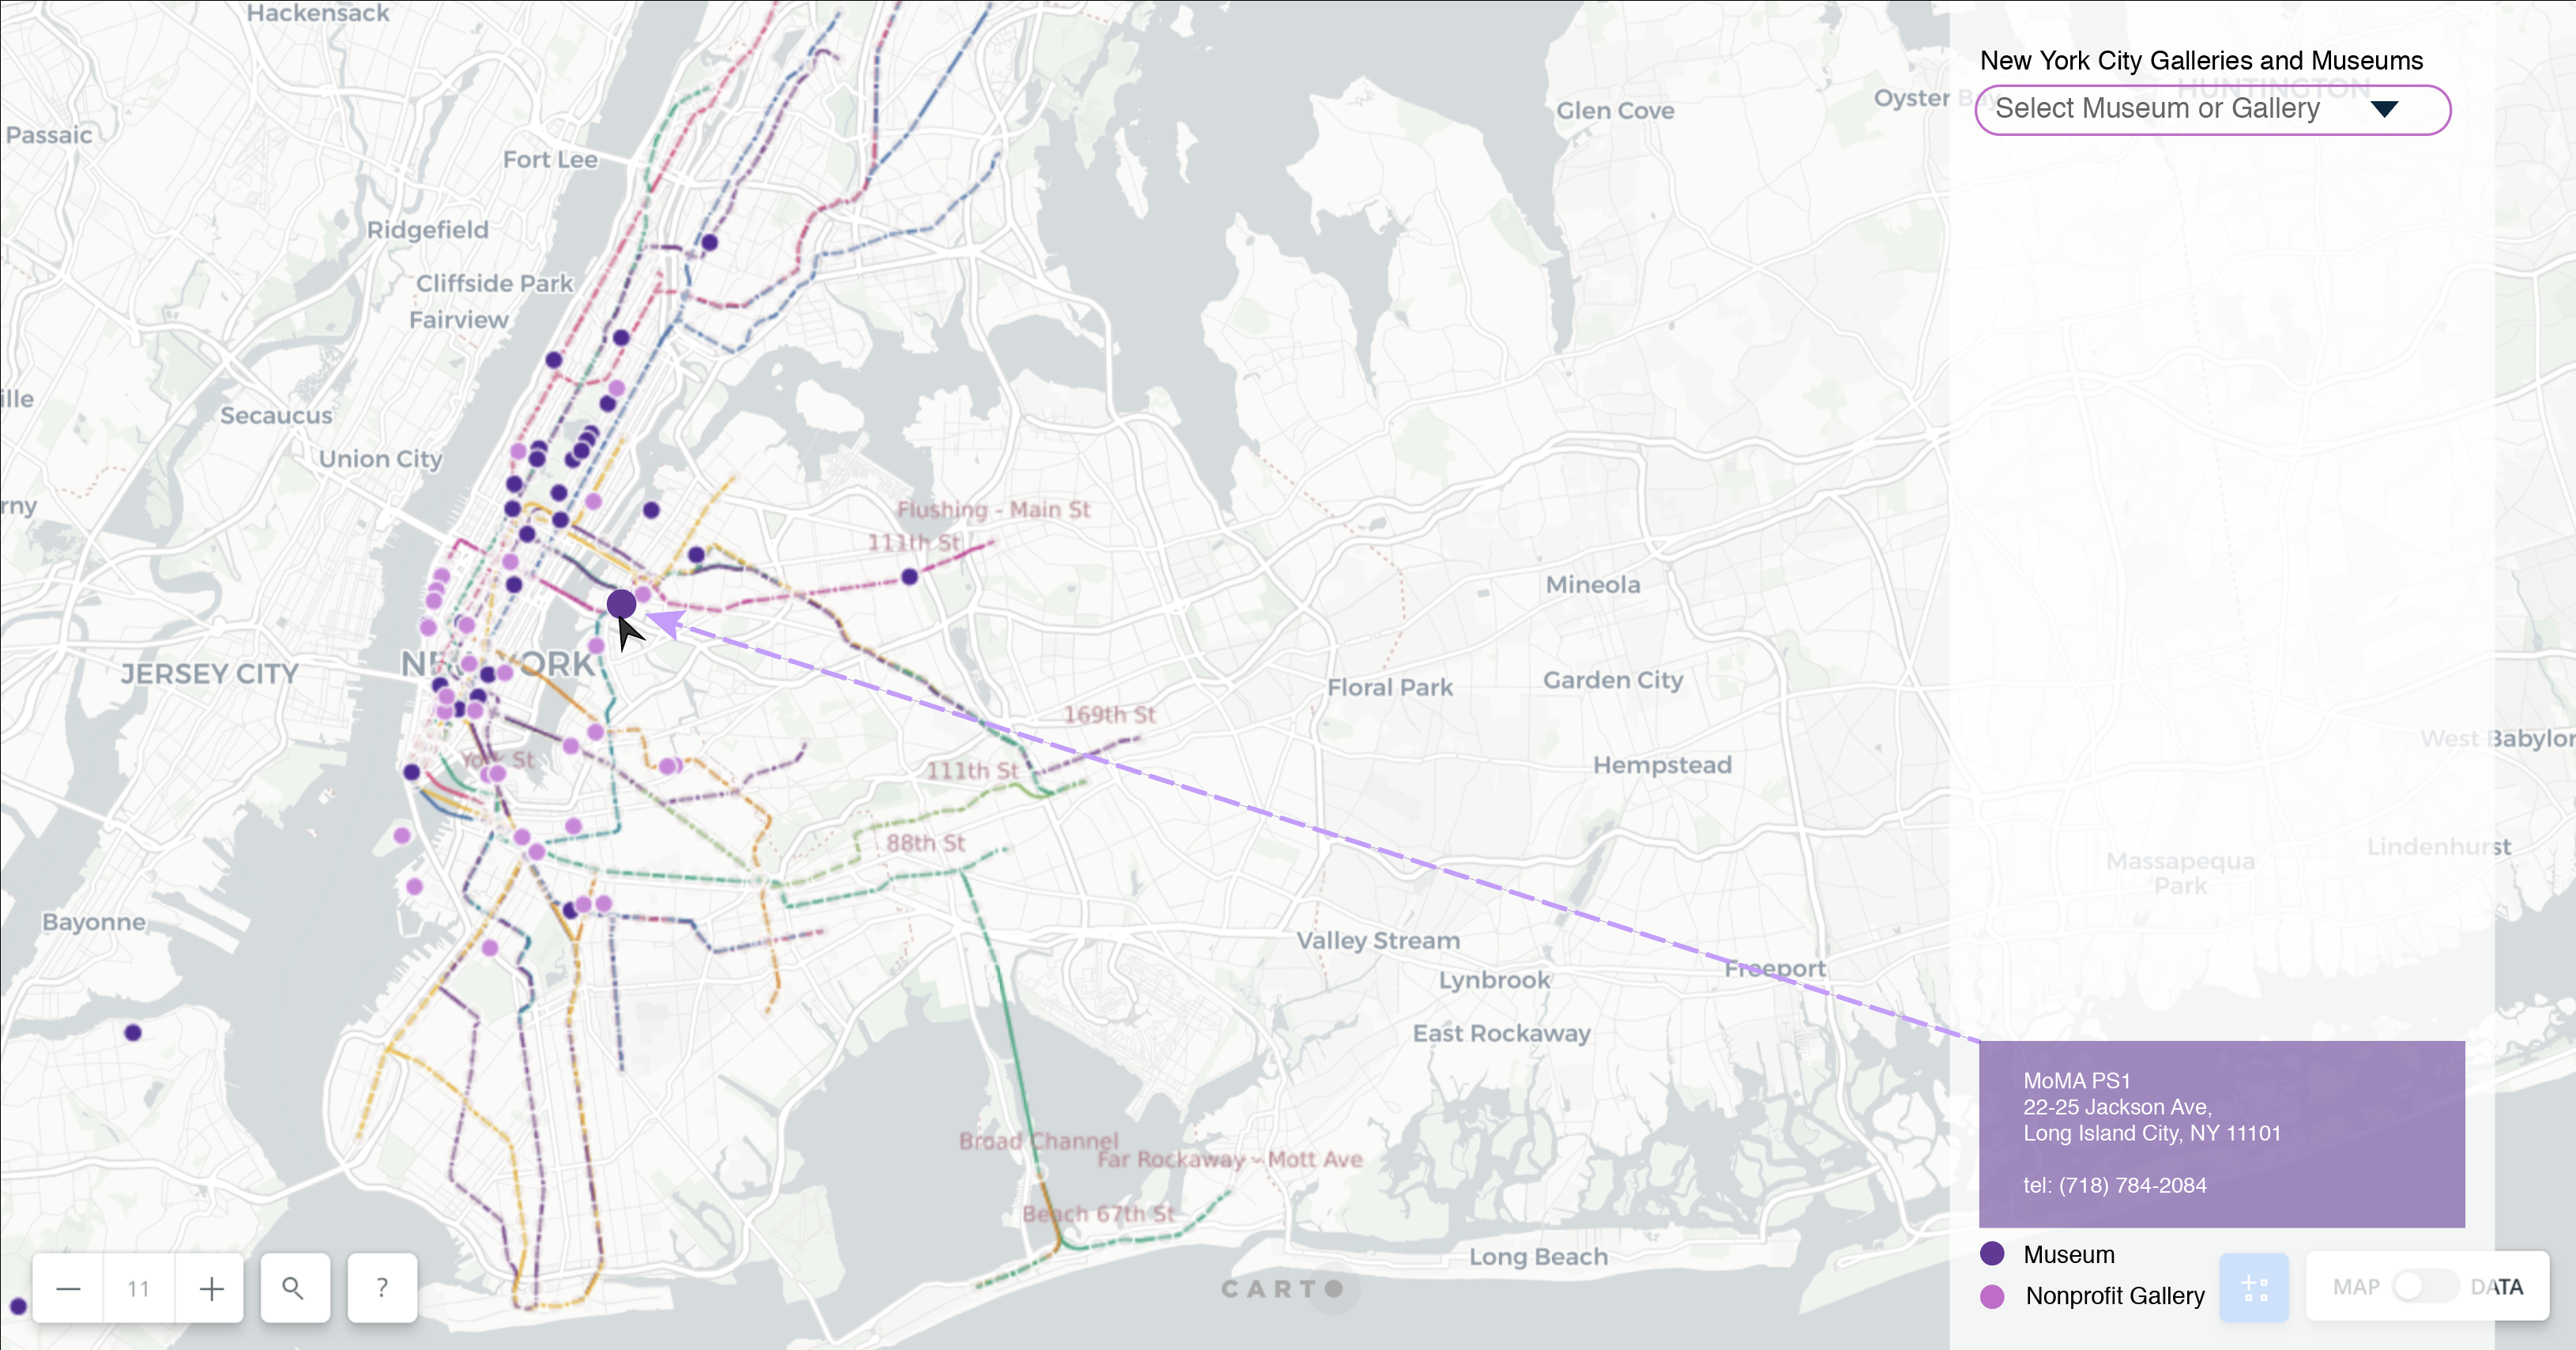 Hackensack
New York City Galleries and Museums
HUNTINGTON
Select Museum or Gallery
Oyster Bay
Glen Cove
Passaic
Fort Lee
Ridgefield
Cliffside Park
Fairview
ille
Secaucus
Union City
rny
Flushing - Main St
111th St
Mineola
NEW YORK
JERSEY CITY
Garden City
Floral Park
169th St
West Babylon
York St
111th St
Hempstead
88th St
Lindenhurst
Massapequa
Park
Bayonne
Valley Stream
Freeport
Lynbrook
East Rockaway
MoMA PS1
22-25 Jackson Ave,
Long Island City, NY 11101
tel: (718) 784-2084
Broad Channel
Far Rockaway - Mott Ave
Beach 67th St
Long Beach
Museum
Nonprofit Gallery
11
?
CARTO
MAP
DATA